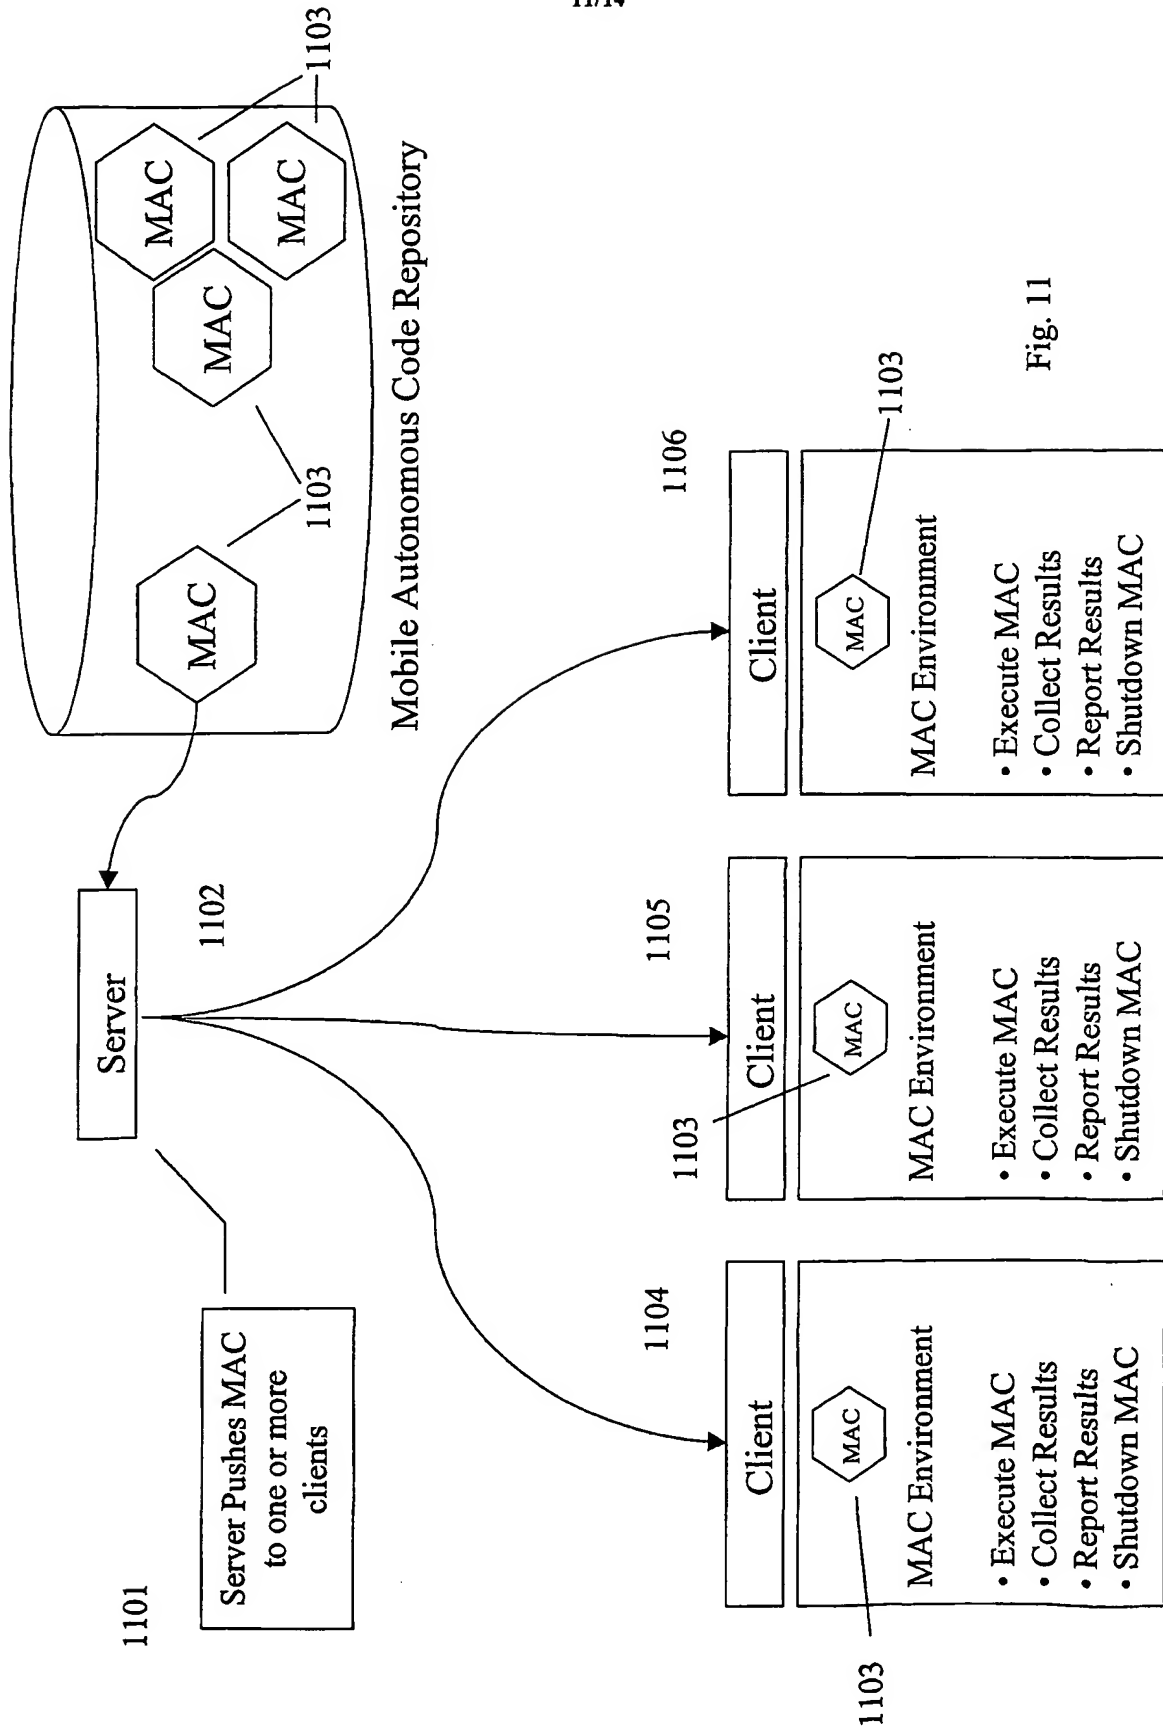 11/14
1101
Server Pushes MAC
to one or more
clients
Server
1102
MAC
MAC
MAC
MAC
1103
1103
Mobile Autonomous Code Repository
1104
Client
MAC
1103
MAC Environment
• Execute MAC
• Collect Results
• Report Results
• Shutdown MAC
1105
Client
MAC
1103
MAC Environment
• Execute MAC
• Collect Results
• Report Results
• Shutdown MAC
1106
Client
MAC
1103
MAC Environment
• Execute MAC
• Collect Results
• Report Results
• Shutdown MAC
Fig. 11